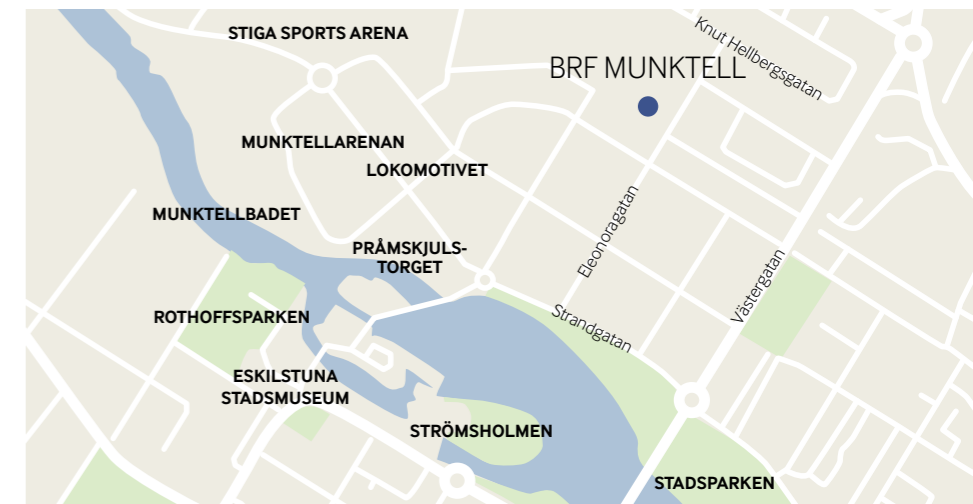 STIGA SPORTS ARENA
Knut Hellbergsgatan
BRF MUNKTELL
MUNKTELLARENAN
LOKOMOTIVET
MUNKTELLBADET
Eleonoragatan
PRÅMSKJULS-
TORGET
Västergatan
ROTHOFFSPARKEN
Strandgatan
ESKILSTUNA
STADSMUSEUM
STRÖMSHOLMEN
STADSPARKEN